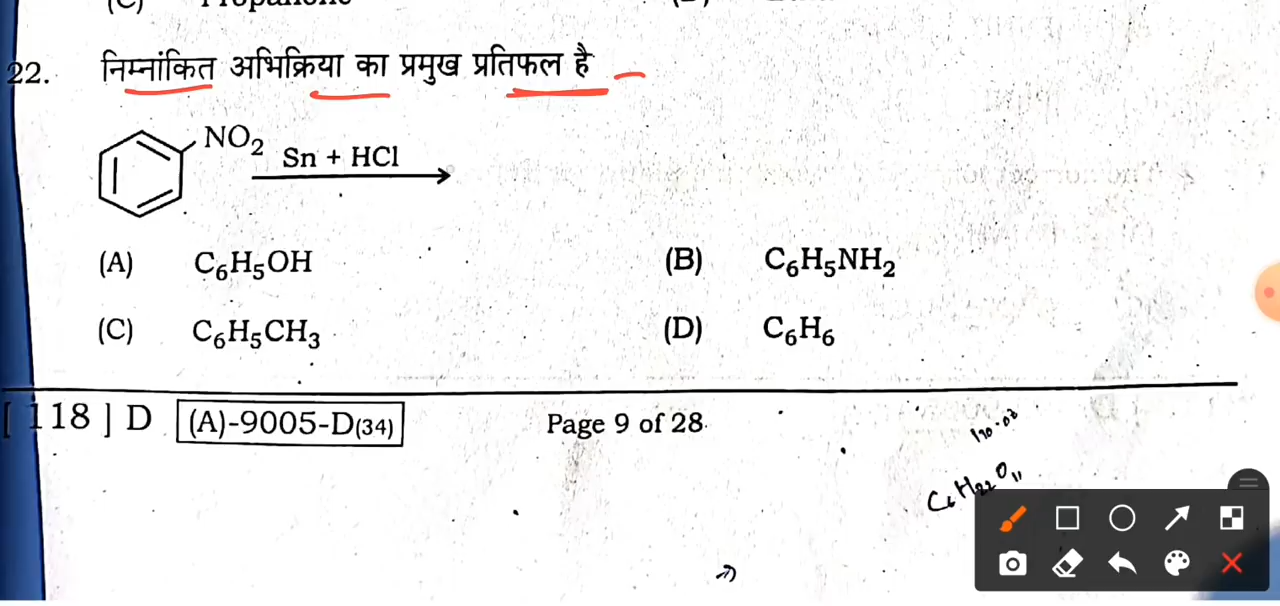 (C) Propanone
22. निम्नांकित अभिक्रिया का प्रमुख प्रतिफल है
NO2 Sn + HCl
(A) C6H5OH (B) C6H5NH2
(C) C6H5CH3 (D) C6H6
[ 118 ] D (A)-9005-D(34) Page 9 of 28
C6H22O11